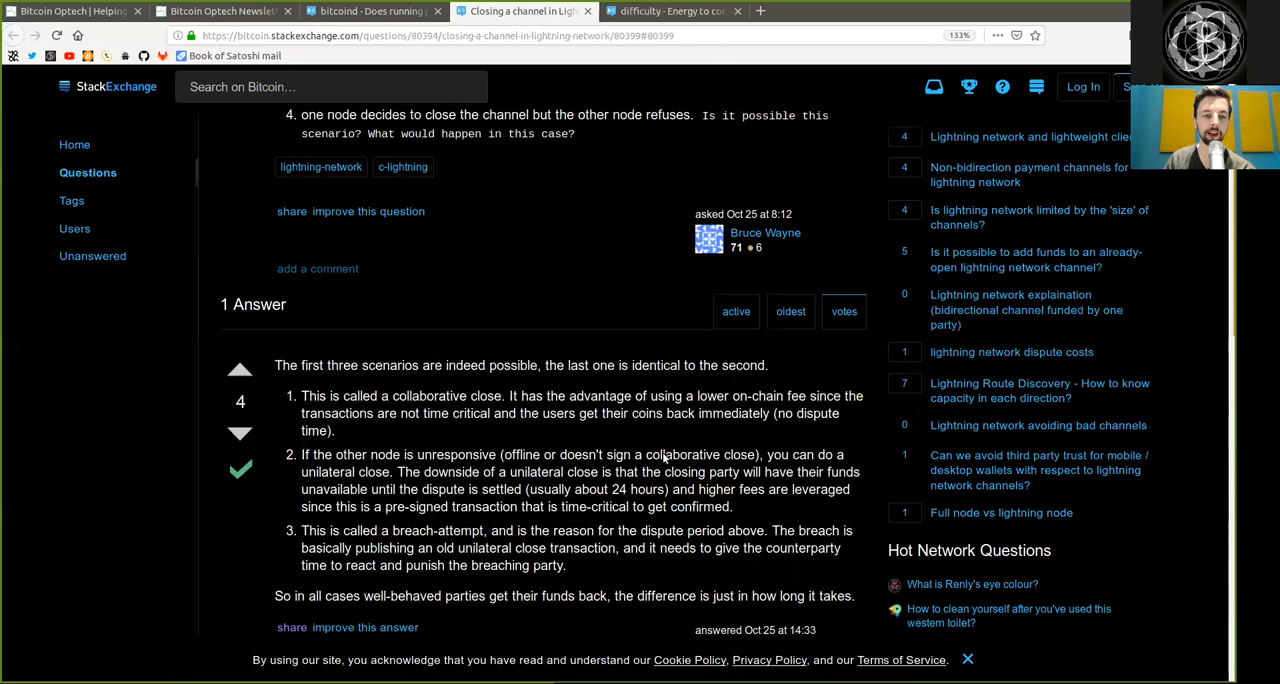 Bitcoin Optech | Helping
Bitcoin Optech Newslett
bitcoind - Does running p
Closing a channel in Ligh
difficulty - Energy to cor
https://bitcoin.stackexchange.com/questions/80394/closing-a-channel-in-lightning-network/80399#80399
133%
Book of Satoshi mail
StackExchange
Search on Bitcoin…
Log In
Home
Questions
Tags
Users
Unanswered
4. one node decides to close the channel but the other node refuses. Is it possible this
scenario? What would happen in this case?
lightning-network
c-lightning
share improve this question
asked Oct 25 at 8:12
Bruce Wayne
71 ● 6
add a comment
1 Answer
active
oldest
votes
4
The first three scenarios are indeed possible, the last one is identical to the second.
1. This is called a collaborative close. It has the advantage of using a lower on-chain fee since the
transactions are not time critical and the users get their coins back immediately (no dispute
time).
2. If the other node is unresponsive (offline or doesn't sign a collaborative close), you can do a
unilateral close. The downside of a unilateral close is that the closing party will have their funds
unavailable until the dispute is settled (usually about 24 hours) and higher fees are leveraged
since this is a pre-signed transaction that is time-critical to get confirmed.
3. This is called a breach-attempt, and is the reason for the dispute period above. The breach is
basically publishing an old unilateral close transaction, and it needs to give the counterparty
time to react and punish the breaching party.
So in all cases well-behaved parties get their funds back, the difference is just in how long it takes.
share improve this answer
answered Oct 25 at 14:33
4 Lightning network and lightweight clie
4 Non-bidirection payment channels for
lightning network
4 Is lightning network limited by the 'size' of
channels?
5 Is it possible to add funds to an already-
open lightning network channel?
0 Lightning network explaination
(bidirectional channel funded by one
party)
1 lightning network dispute costs
7 Lightning Route Discovery - How to know
capacity in each direction?
0 Lightning network avoiding bad channels
1 Can we avoid third party trust for mobile /
desktop wallets with respect to lightning
network channels?
1 Full node vs lightning node
Hot Network Questions
What is Renly's eye colour?
How to clean yourself after you've used this
western toilet?
By using our site, you acknowledge that you have read and understand our Cookie Policy, Privacy Policy, and our Terms of Service.